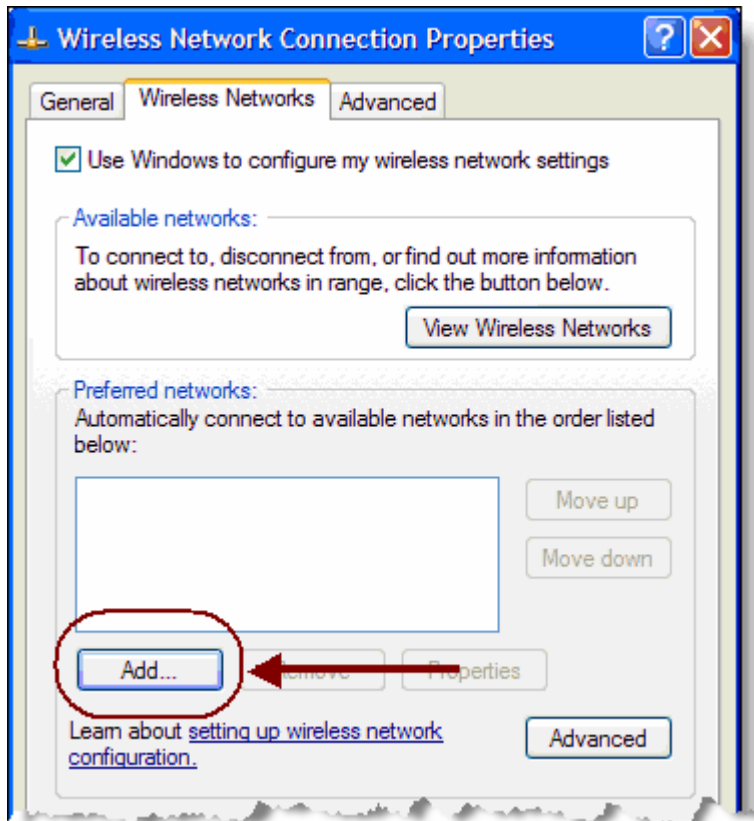 Wireless Network Connection Properties
General Wireless Networks Advanced
Use Windows to configure my wireless network settings
Available networks:
To connect to, disconnect from, or find out more information
about wireless networks in range, click the button below.
View Wireless Networks
Preferred networks:
Automatically connect to available networks in the order listed
below:
Move up
Move down
Add... Remove Properties
Learn about setting up wireless network
configuration.
Advanced